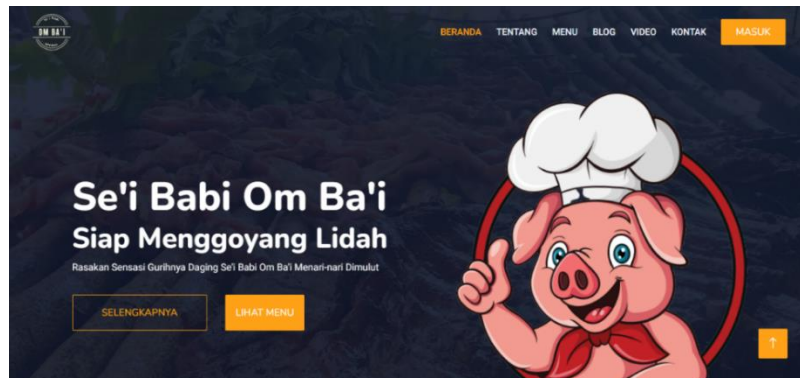 OM BA'I
BERANDA TENTANG MENU BLOG VIDEO KONTAK MASUK
Se'i Babi Om Ba'i
Siap Menggoyang Lidah
Rasakan Sensasi Gurihnya Daging Se'i Babi Om Ba'i Menari-nari Dimulut
SELENGKAPNYA LIHAT MENU